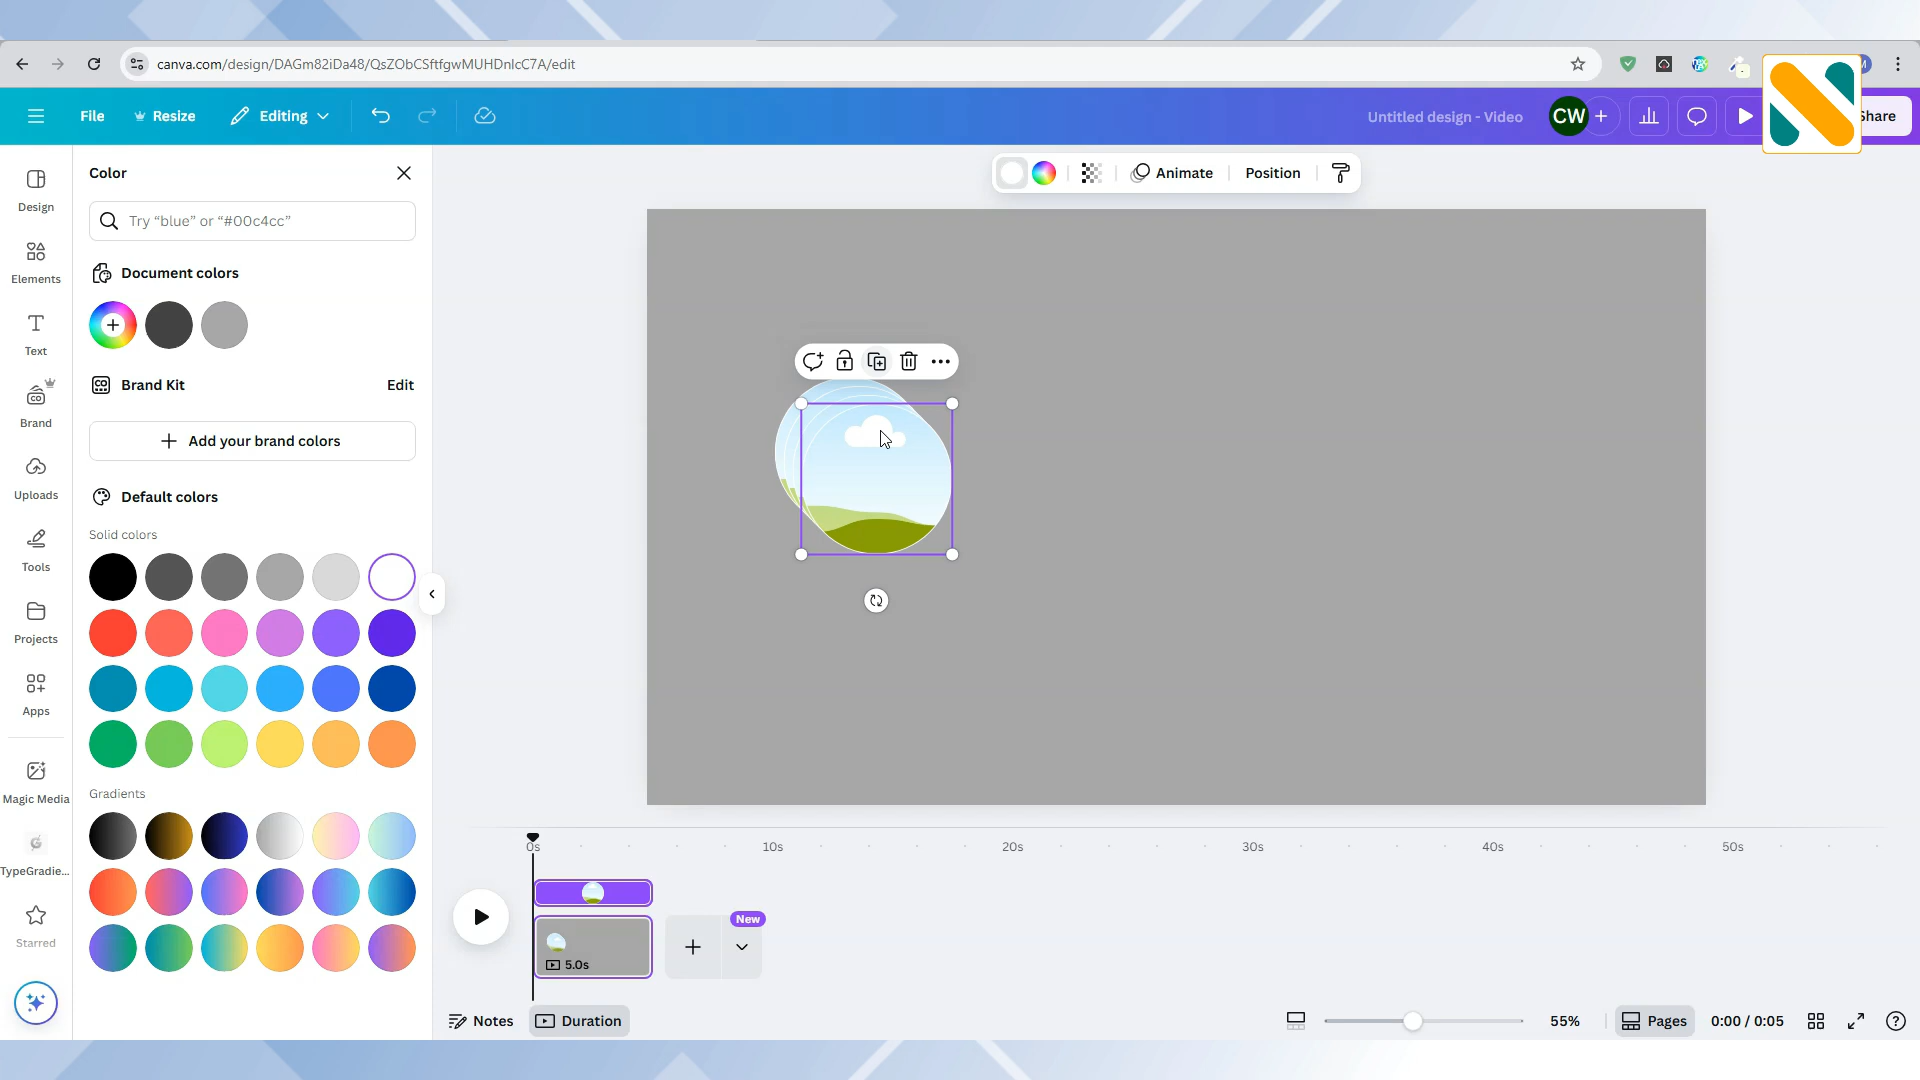 canva.com/design/DAGm82iDa48/QsZObCSftfgwMUHDnlcC7A/edit
File
Resize
Editing
Untitled design - Video
CW
Share
Design
Elements
Text
Brand
Uploads
Tools
Projects
Apps
Magic Media
TypeGradie...
Starred
Color
Try “blue” or “#00c4cc”
Document colors
Brand Kit
Edit
Add your brand colors
Default colors
Solid colors
Gradients
Animate
Position
0s
10s
20s
30s
40s
50s
5.0s
New
Notes
Duration
55%
Pages
0:00 / 0:05